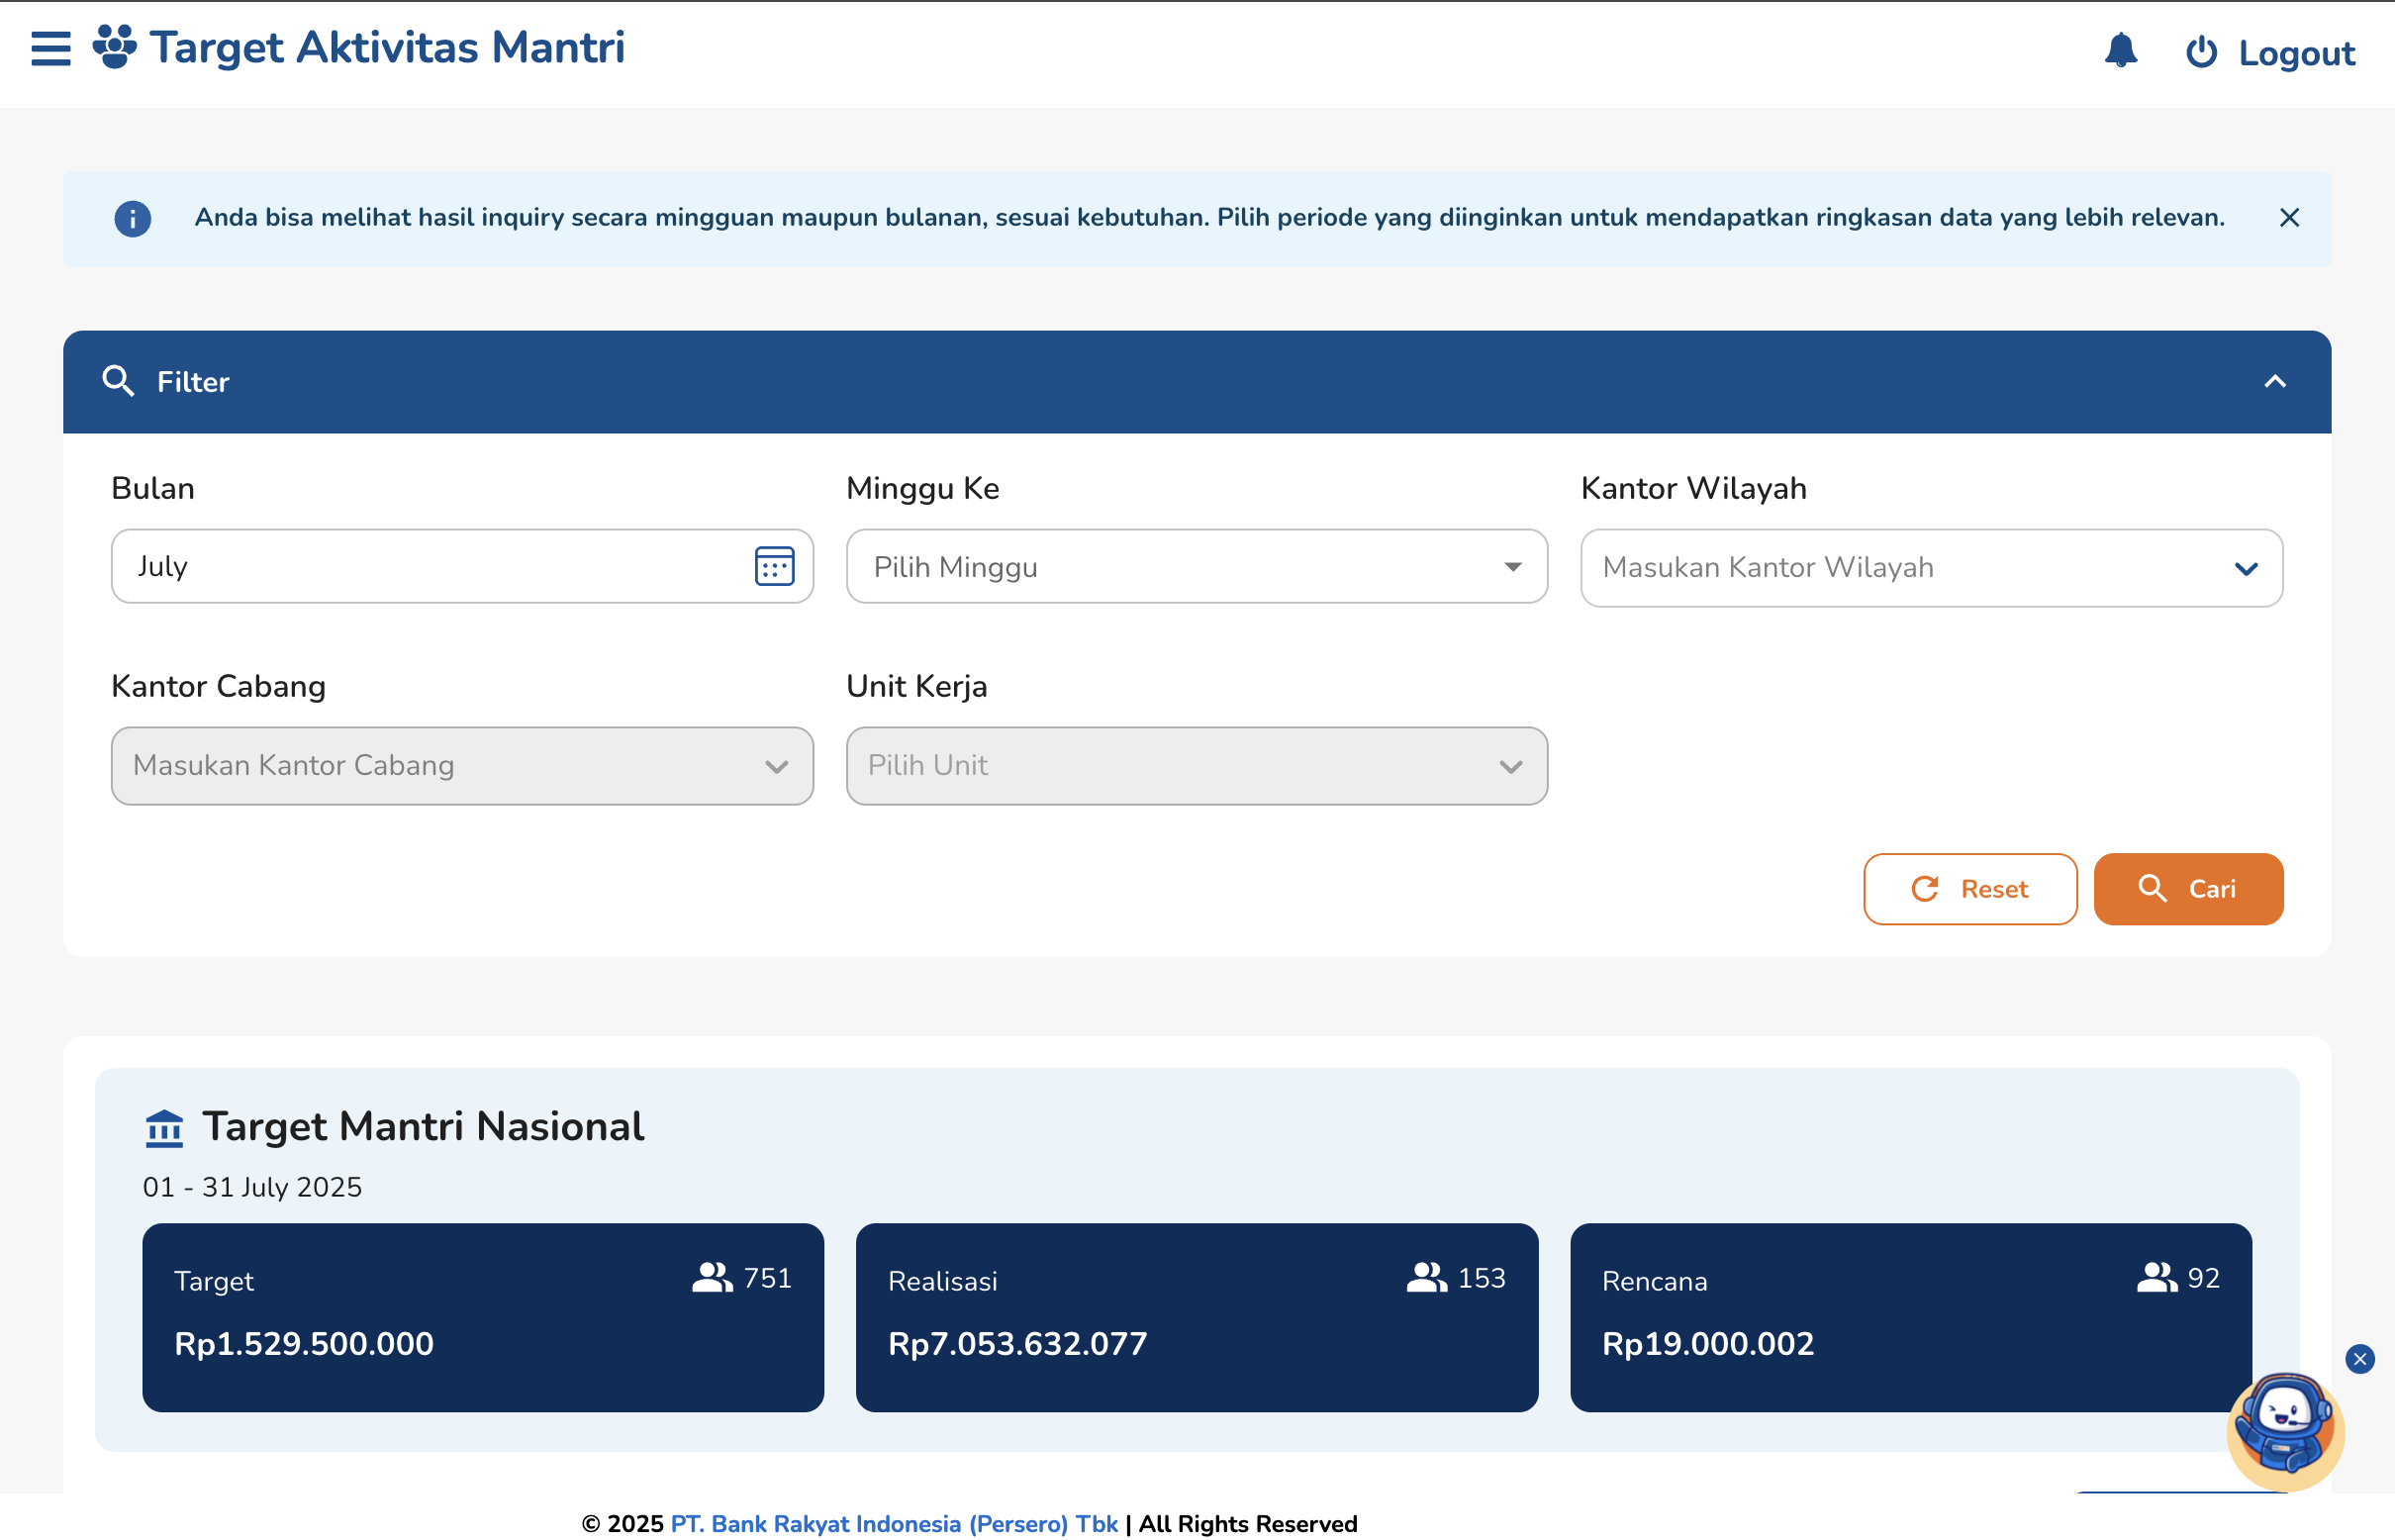 Target Aktivitas Mantri
Logout
Anda bisa melihat hasil inquiry secara mingguan maupun bulanan, sesuai kebutuhan. Pilih periode yang diinginkan untuk mendapatkan ringkasan data yang lebih relevan.
Filter
Bulan
Minggu Ke
Kantor Wilayah
July
Pilih Minggu
Masukan Kantor Wilayah
Kantor Cabang
Unit Kerja
Masukan Kantor Cabang
Pilih Unit
Reset
Cari
Target Mantri Nasional
01 - 31 July 2025
Target
751
Rp1.529.500.000
Realisasi
153
Rp7.053.632.077
Rencana
92
Rp19.000.002
© 2025 PT. Bank Rakyat Indonesia (Persero) Tbk | All Rights Reserved